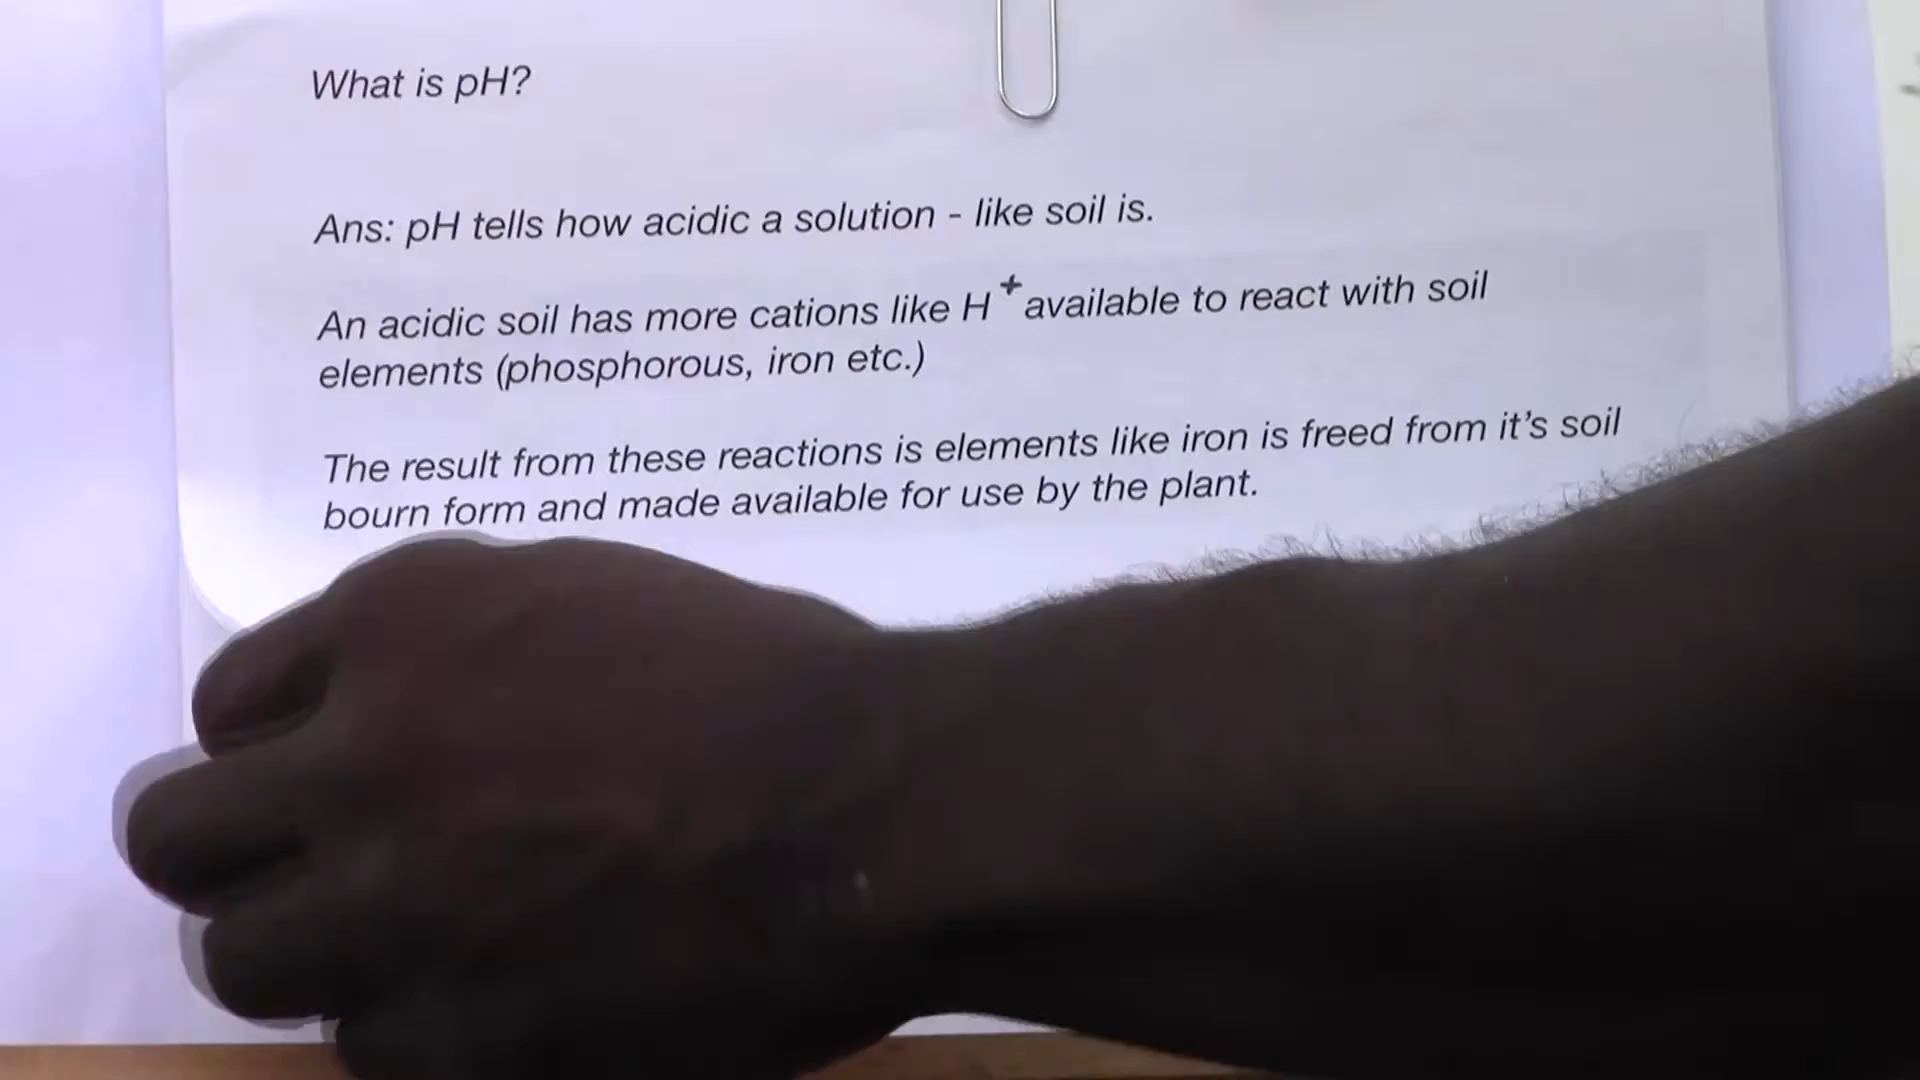 What is pH?
Ans: pH tells how acidic a solution - like soil is.
An acidic soil has more cations like H + available to react with soil
elements (phosphorous, iron etc.)
The result from these reactions is elements like iron is freed from it’s soil
bourn form and made available for use by the plant.